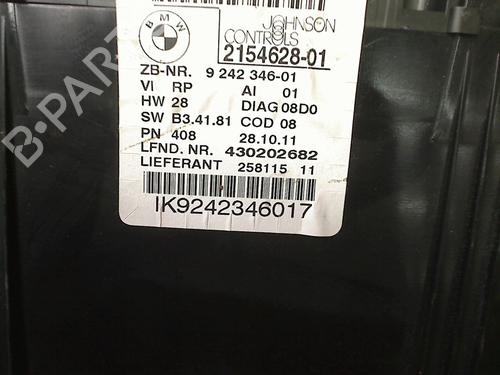 BMW
JOHNSON
CONTROLS
2154628-01
ZB-NR. 9 242 346-01
VI RP AI 01
HW 28 DIAG 08D0
SW B3.41.81 COD 08
PN 408 28.10.11
LFND. NR. 430202682
LIEFERANT 258115 11
IK9242346017
B-PARTS